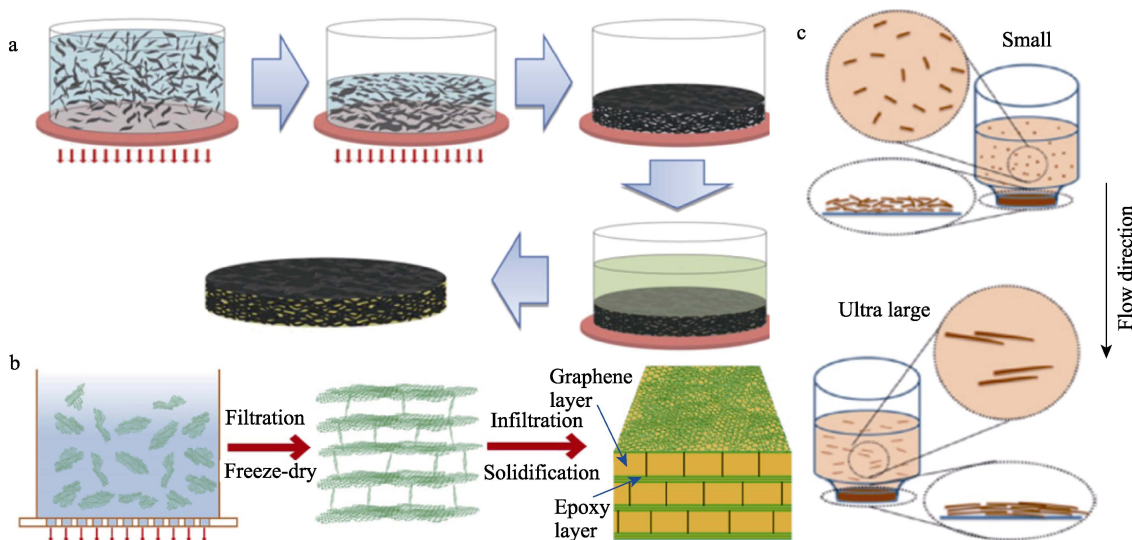 a
c
Small
Flow direction
Ultra large
b
Filtration
Freeze-dry
Infiltration
Solidification
Graphene
layer
Epoxy
layer